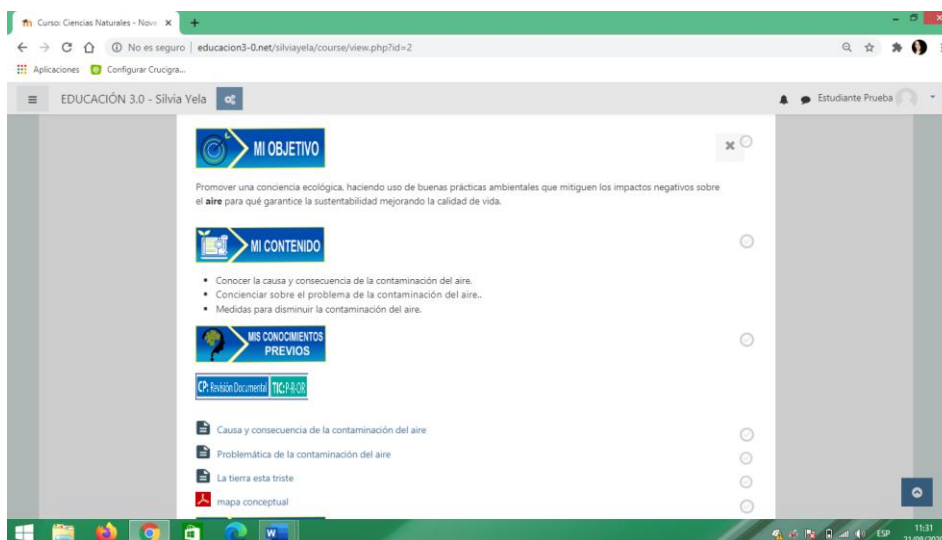 Curso: Ciencias Naturales - Nove
No es seguro | educacion3-0.net/silviayela/course/view.php?id=2
Aplicaciones Configurar Crucigra...
EDUCACIÓN 3.0 - Silvia Yela
Estudiante Prueba
MI OBJETIVO
Promover una conciencia ecológica, haciendo uso de buenas prácticas ambientales que mitiguen los impactos negativos sobre
el aire para qué garantice la sustentabilidad mejorando la calidad de vida.
MI CONTENIDO
• Conocer la causa y consecuencia de la contaminación del aire.
• Concienciar sobre el problema de la contaminación del aire..
• Medidas para disminuir la contaminación del aire.
MIS CONOCIMIENTOS
PREVIOS
CP: Revisión Documental TIC: P-R-OR
Causa y consecuencia de la contaminación del aire
Problemática de la contaminación del aire
La tierra esta triste
mapa conceptual
ESP
11:31